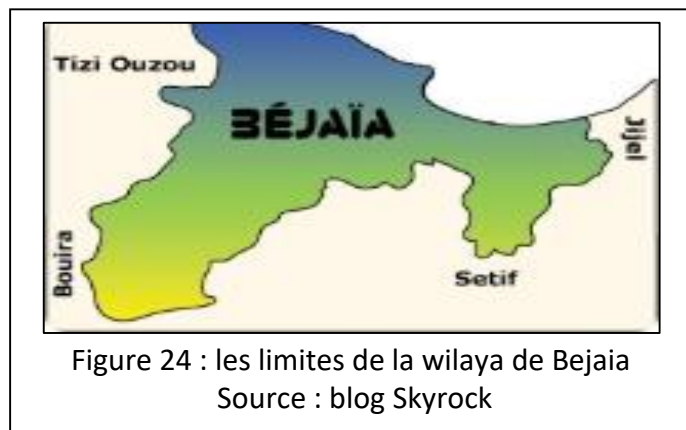 Tizi Ouzou
BÉJAÏA
Jijel
Bouira
Setif
Figure 24 : les limites de la wilaya de Bejaia
Source : blog Skyrock